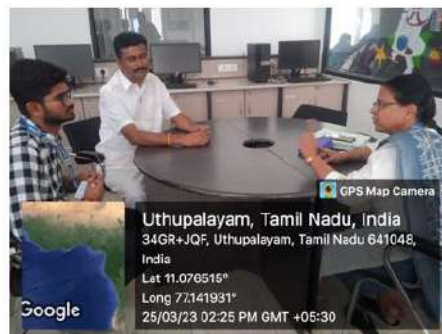 GPS Map Camera
Uthupalayam, Tamil Nadu, India
34GR+JQF, Uthupalayam, Tamil Nadu 641048,
India
Lat 11.076515°
Long 77.141931°
25/03/23 02:25 PM GMT +05:30
Google